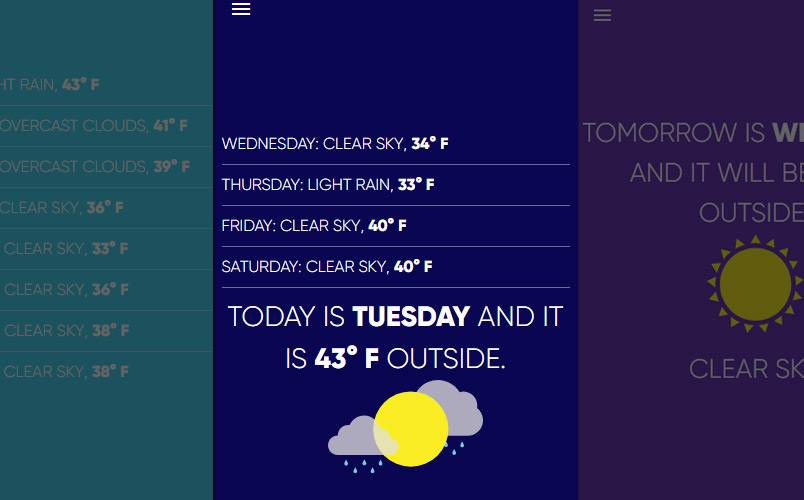 HT RAIN, 43° F
OVERCAST CLOUDS, 41° F
OVERCAST CLOUDS, 39° F
CLEAR SKY, 36° F
CLEAR SKY, 33° F
CLEAR SKY, 36° F
CLEAR SKY, 38° F
CLEAR SKY, 38° F
WEDNESDAY: CLEAR SKY, 34° F
THURSDAY: LIGHT RAIN, 33° F
FRIDAY: CLEAR SKY, 40° F
SATURDAY: CLEAR SKY, 40° F
TODAY IS TUESDAY AND IT
IS 43° F OUTSIDE.
TOMORROW IS WE
AND IT WILL BE
OUTSIDE
CLEAR SK